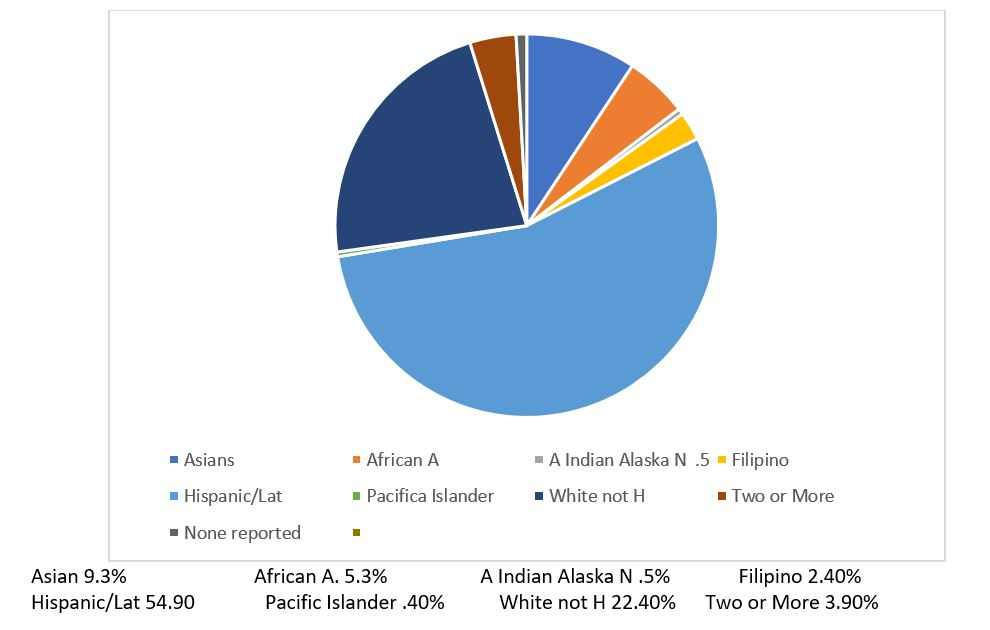 Asians African A A Indian Alaska N .5 Filipino
Hispanic/Lat Pacifica Islander White not H Two or More
None reported
Asian 9.3% African A. 5.3% A Indian Alaska N .5% Filipino 2.40%
Hispanic/Lat 54.90 Pacific Islander .40% White not H 22.40% Two or More 3.90%